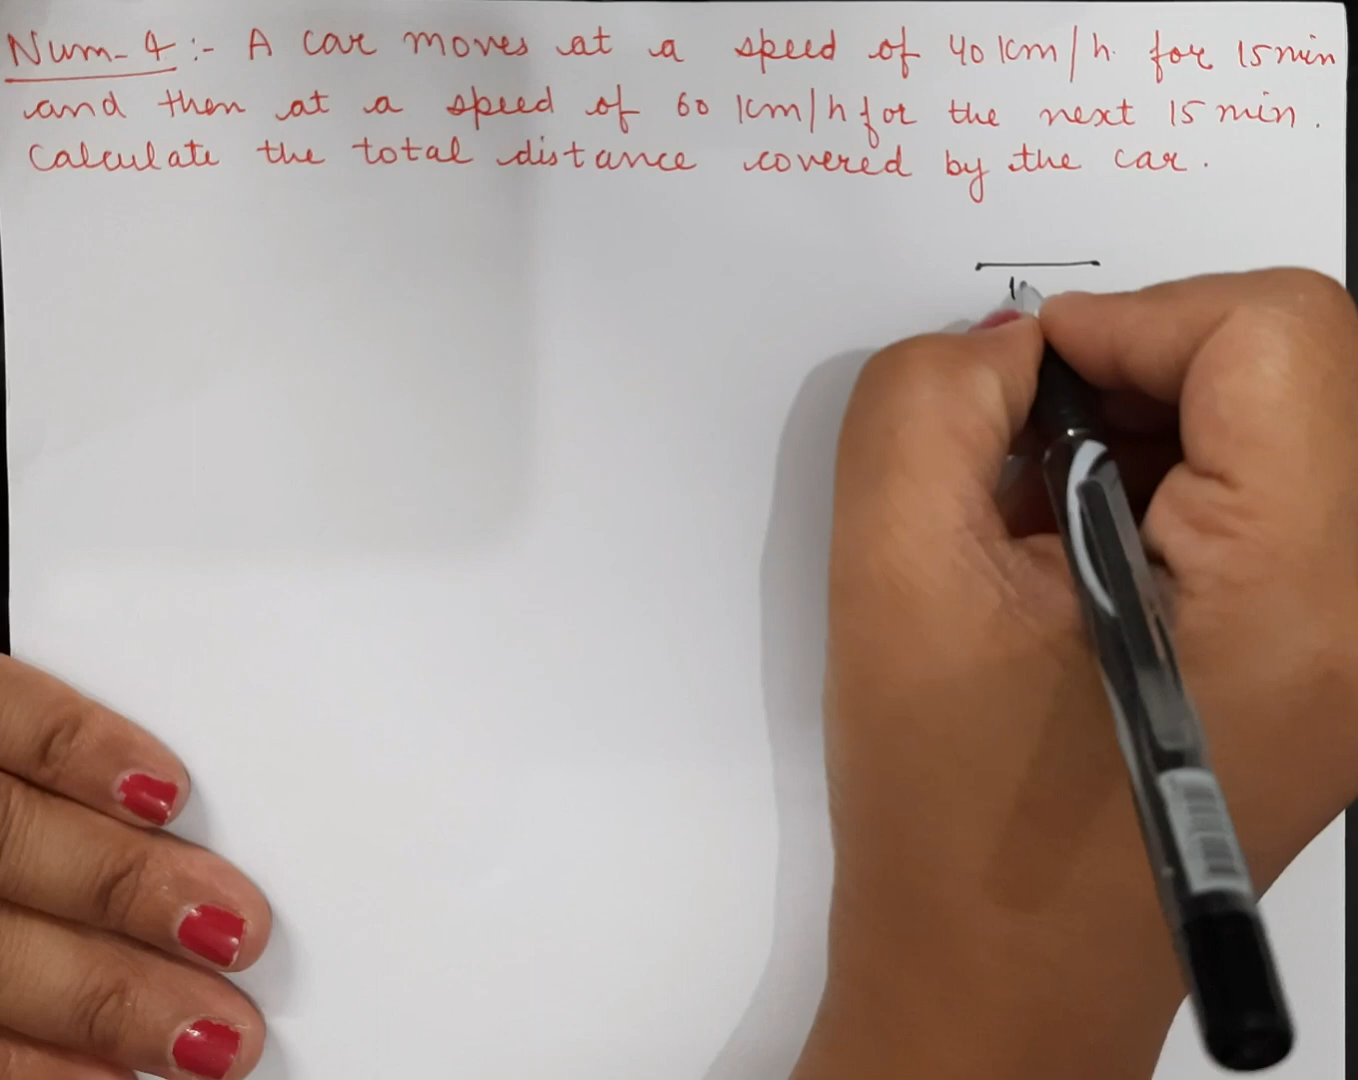 Num-4:- A car moves at a speed of 40 km/h. for 15 min
and then at a speed of 60 km/h for the next 15 min.
Calculate the total distance covered by the car.